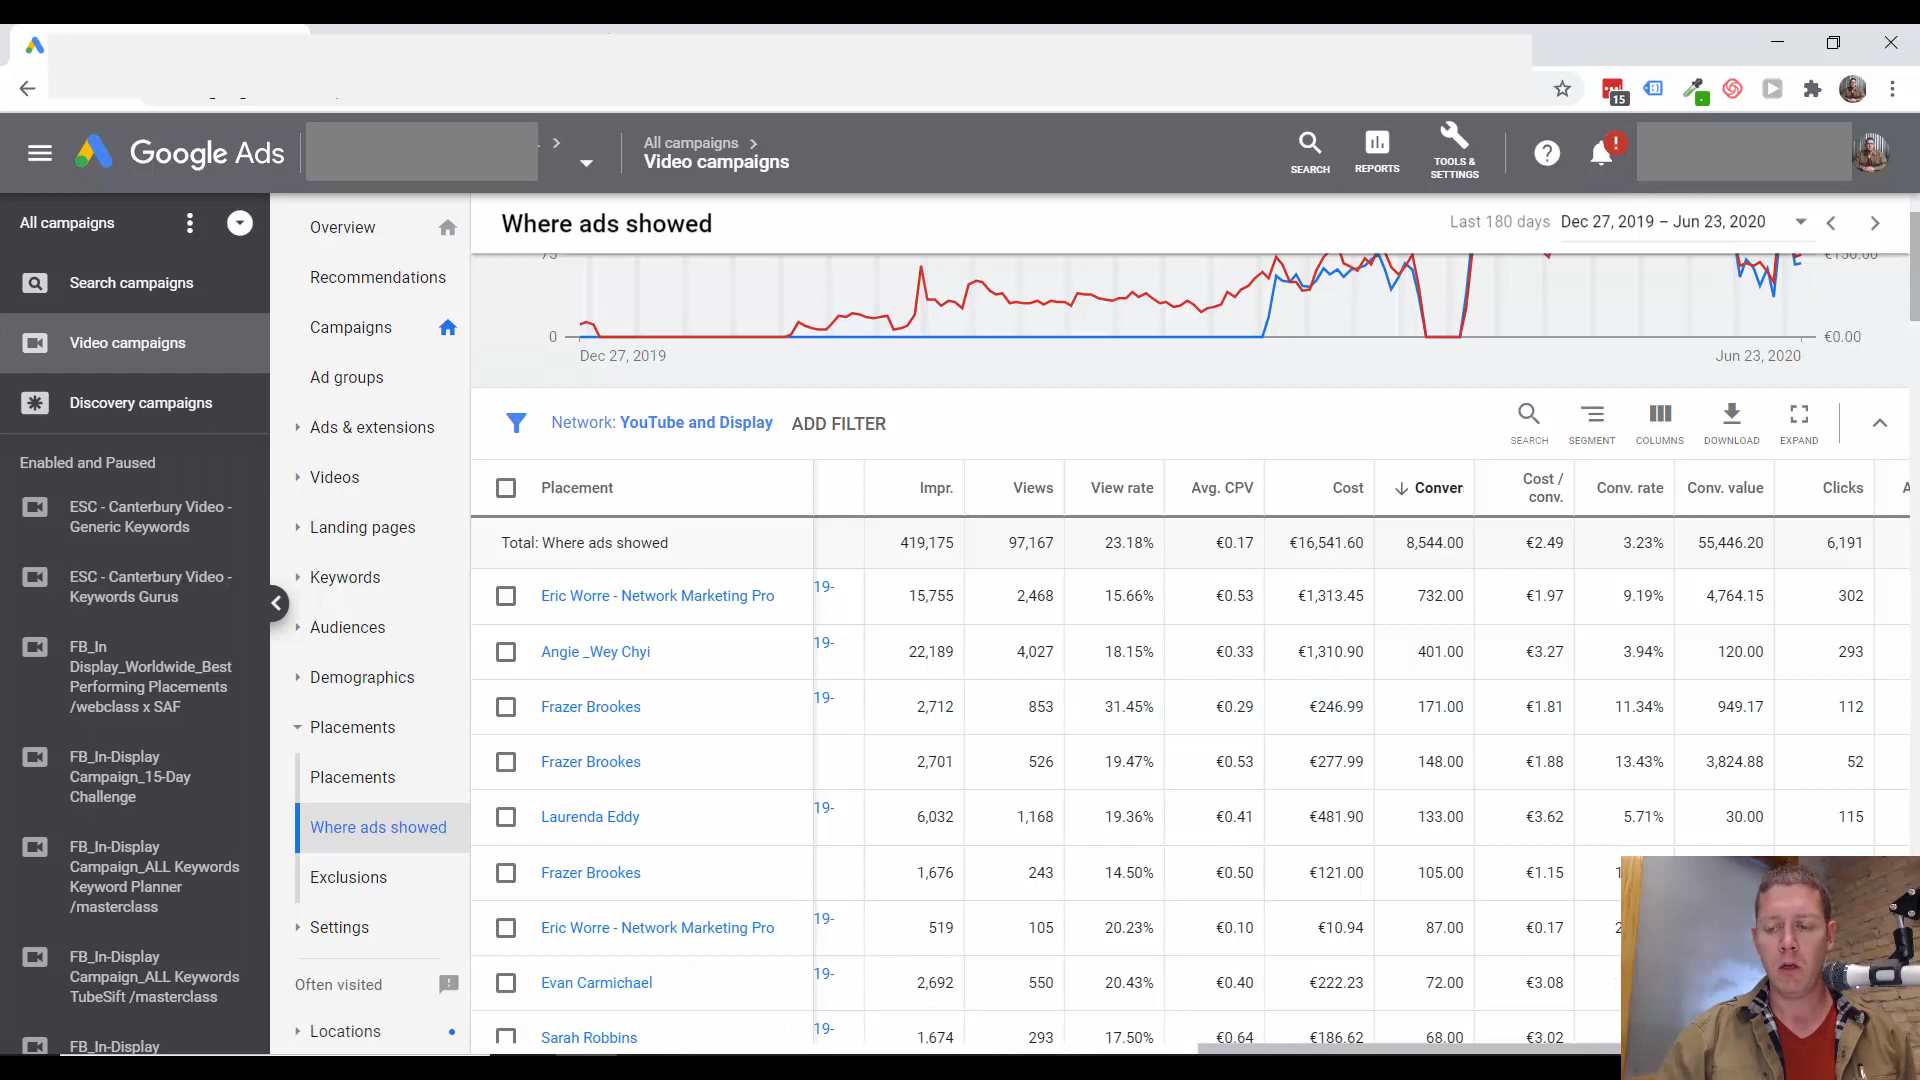 15
Google Ads
All campaigns
Video campaigns
SEARCH
REPORTS
TOOLS &
SETTINGS
All campaigns
Search campaigns
Video campaigns
Discovery campaigns
Enabled and Paused
ESC - Canterbury Video -
Generic Keywords
ESC - Canterbury Video -
Keywords Gurus
FB_In
Display_Worldwide_Best
Performing Placements
/webclass x SAF
FB_In-Display
Campaign_15-Day
Challenge
FB_In-Display
Campaign_ALL Keywords
Keyword Planner
/masterclass
FB_In-Display
Campaign_ALL Keywords
TubeSift /masterclass
FB_In-Display
Overview
Recommendations
Campaigns
Ad groups
Ads & extensions
Videos
Landing pages
Keywords
Audiences
Demographics
Placements
Placements
Where ads showed
Exclusions
Settings
Often visited
Locations
Where ads showed
Last 180 days Dec 27, 2019 – Jun 23, 2020
75 €150.00
0 €0.00
Dec 27, 2019 Jun 23, 2020
Network: YouTube and Display ADD FILTER
SEARCH SEGMENT COLUMNS DOWNLOAD EXPAND
Placement Impr. Views View rate Avg. CPV Cost Conver Cost / conv. Conv. rate Conv. value Clicks A
Total: Where ads showed 419,175 97,167 23.18% €0.17 €16,541.60 8,544.00 €2.49 3.23% 55,446.20 6,191
Eric Worre - Network Marketing Pro 19- 15,755 2,468 15.66% €0.53 €1,313.45 732.00 €1.97 9.19% 4,764.15 302
Angie _Wey Chyi 19- 22,189 4,027 18.15% €0.33 €1,310.90 401.00 €3.27 3.94% 120.00 293
Frazer Brookes 19- 2,712 853 31.45% €0.29 €246.99 171.00 €1.81 11.34% 949.17 112
Frazer Brookes 2,701 526 19.47% €0.53 €277.99 148.00 €1.88 13.43% 3,824.88 52
Laurenda Eddy 19- 6,032 1,168 19.36% €0.41 €481.90 133.00 €3.62 5.71% 30.00 115
Frazer Brookes 1,676 243 14.50% €0.50 €121.00 105.00 €1.15 1
Eric Worre - Network Marketing Pro 19- 519 105 20.23% €0.10 €10.94 87.00 €0.17 2
Evan Carmichael 19- 2,692 550 20.43% €0.40 €222.23 72.00 €3.08
Sarah Robbins 19- 1,674 293 17.50% €0.64 €186.62 68.00 €3.02